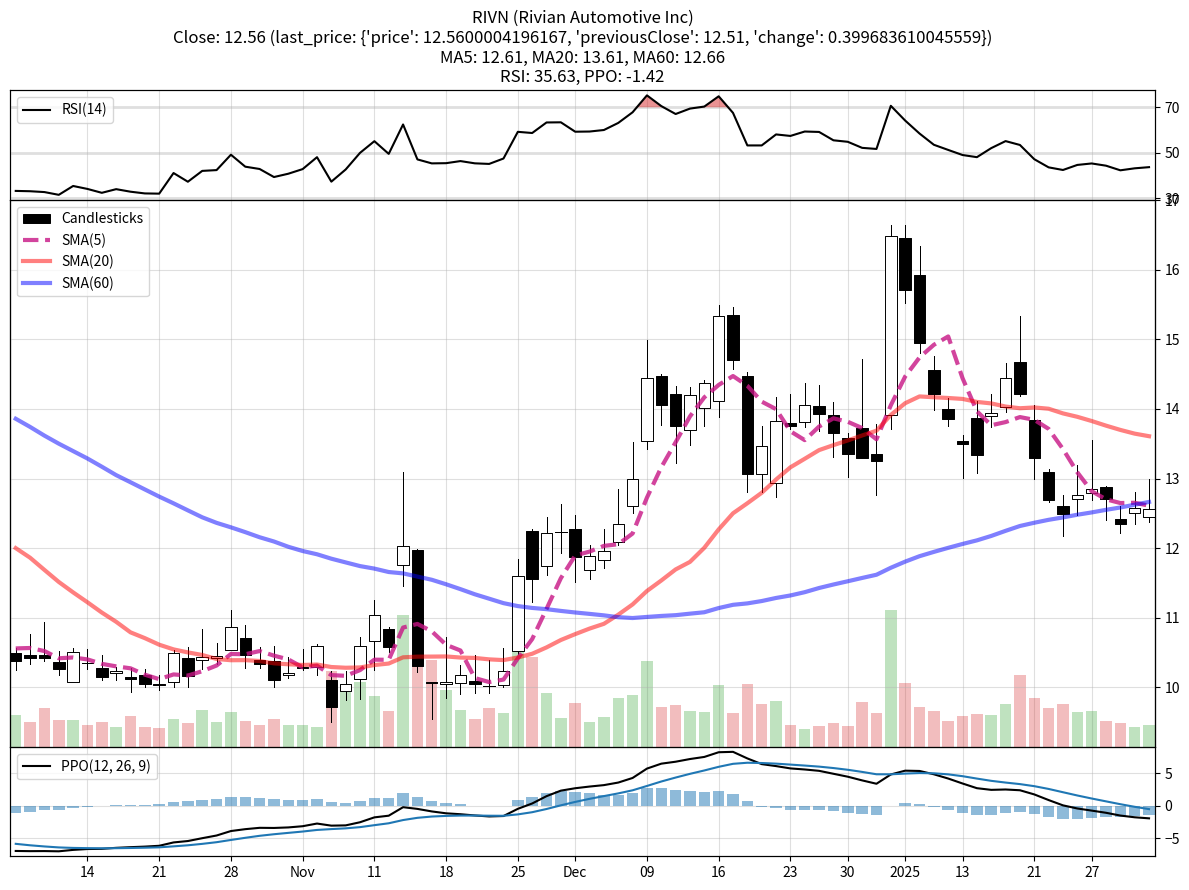 RIVN (Rivian Automotive Inc)
Close: 12.56 (last_price: {'price': 12.5600004196167, 'previousClose': 12.51, 'change': 0.399683610045559})
MA5: 12.61, MA20: 13.61, MA60: 12.66
RSI: 35.63, PPO: -1.42
RSI(14)
70
50
30
17
Candlesticks
SMA(5)
SMA(20)
SMA(60)
16
15
14
13
12
11
10
PPO(12, 26, 9)
5
0
−5
14 21 28 Nov 11 18 25 Dec 09 16 23 30 2025 13 21 27